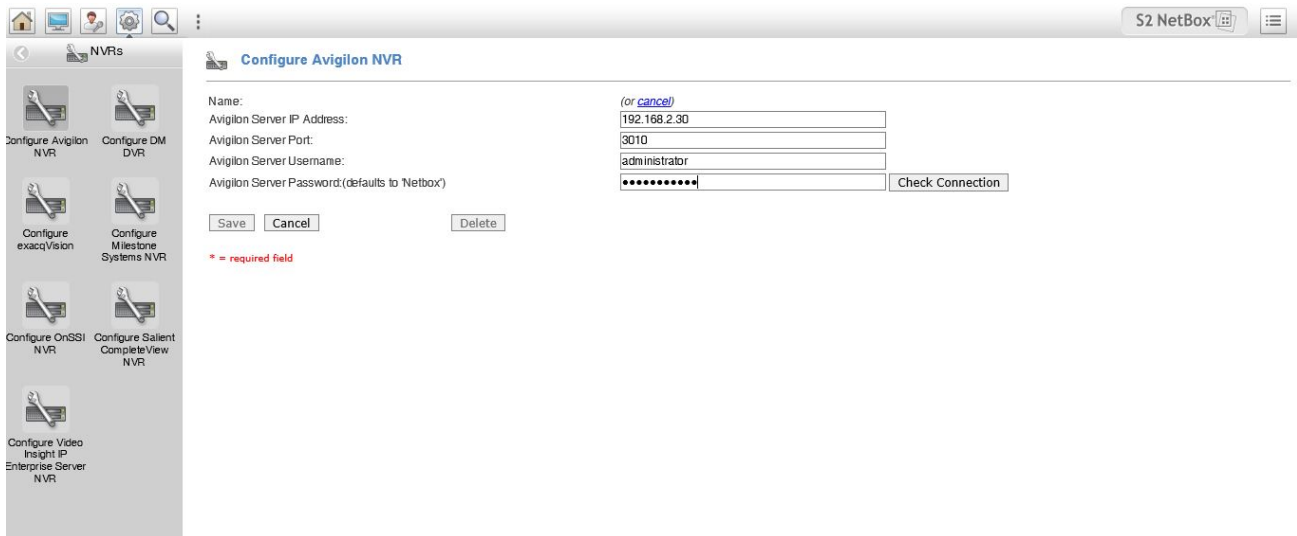 S2 NetBox
NVRs
Configure Avigilon NVR
Configure DM DVR
Configure exacqVision
Configure Milestone Systems NVR
Configure OnSSI NVR
Configure Salient CompleteView NVR
Configure Video Insight IP Enterprise Server NVR
Configure Avigilon NVR
Name: (or cancel)
Avigilon Server IP Address: 192.168.2.30
Avigilon Server Port: 3010
Avigilon Server Username: administrator
Avigilon Server Password:(defaults to 'Netbox') ●●●●●●●●●●● Check Connection
Save Cancel Delete
* = required field